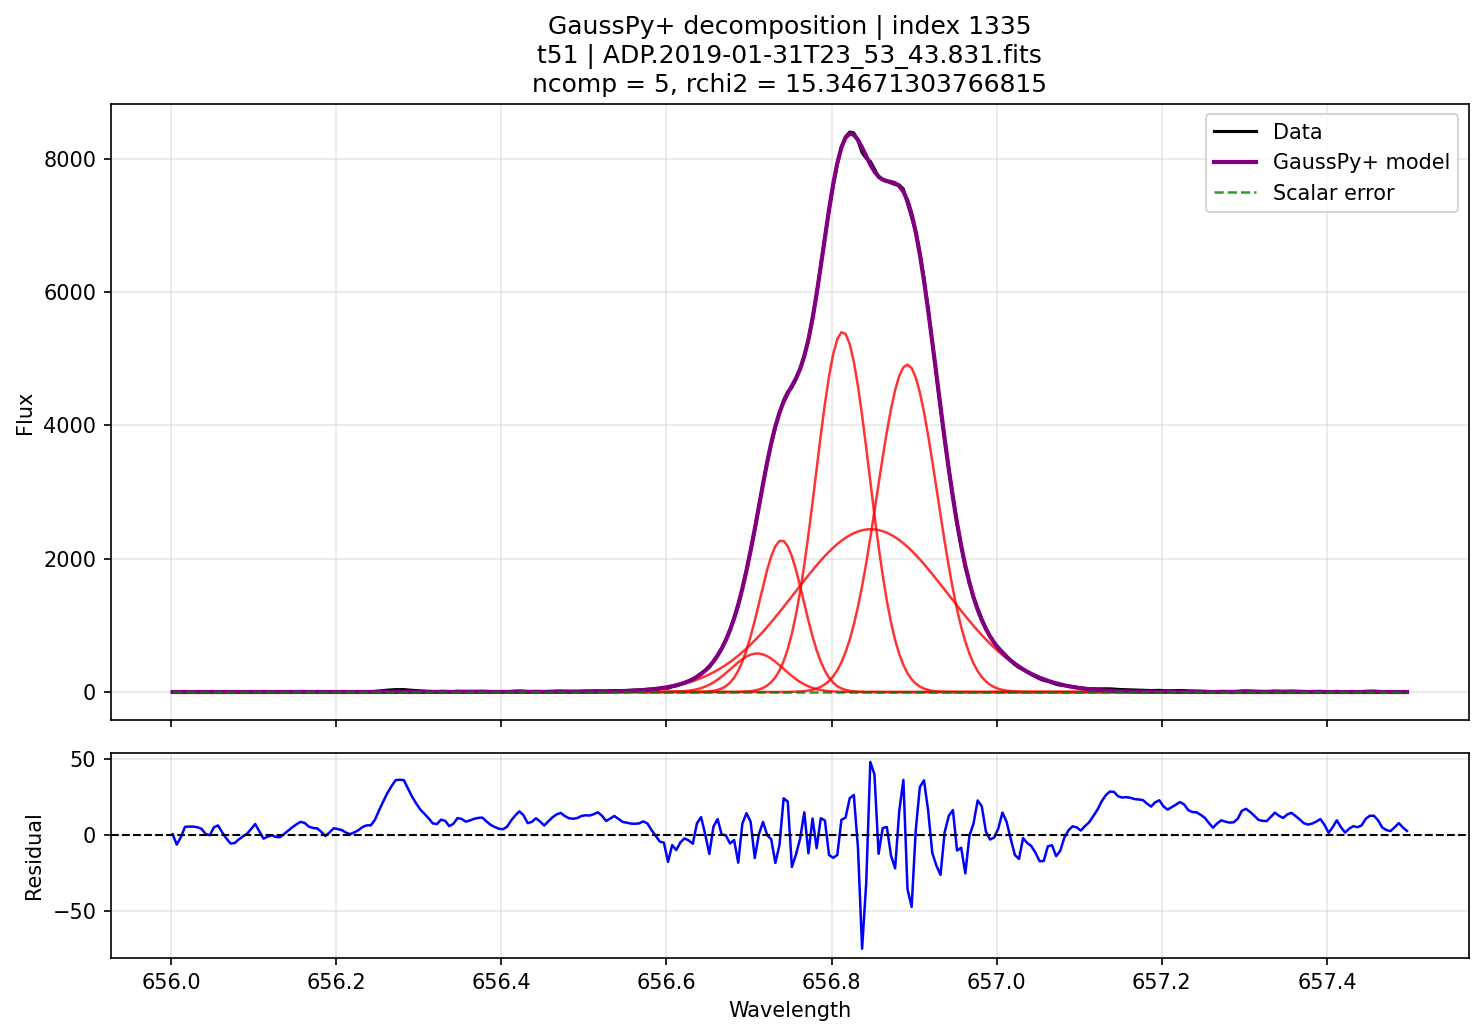 GaussPy+ decomposition | index 1335
t51 | ADP.2019-01-31T23_53_43.831.fits
ncomp = 5, rchi2 = 15.34671303766815
Data
GaussPy+ model
Scalar error
8000
6000
4000
2000
0
Flux
50
0
−50
Residual
656.0 656.2 656.4 656.6 656.8 657.0 657.2 657.4
Wavelength